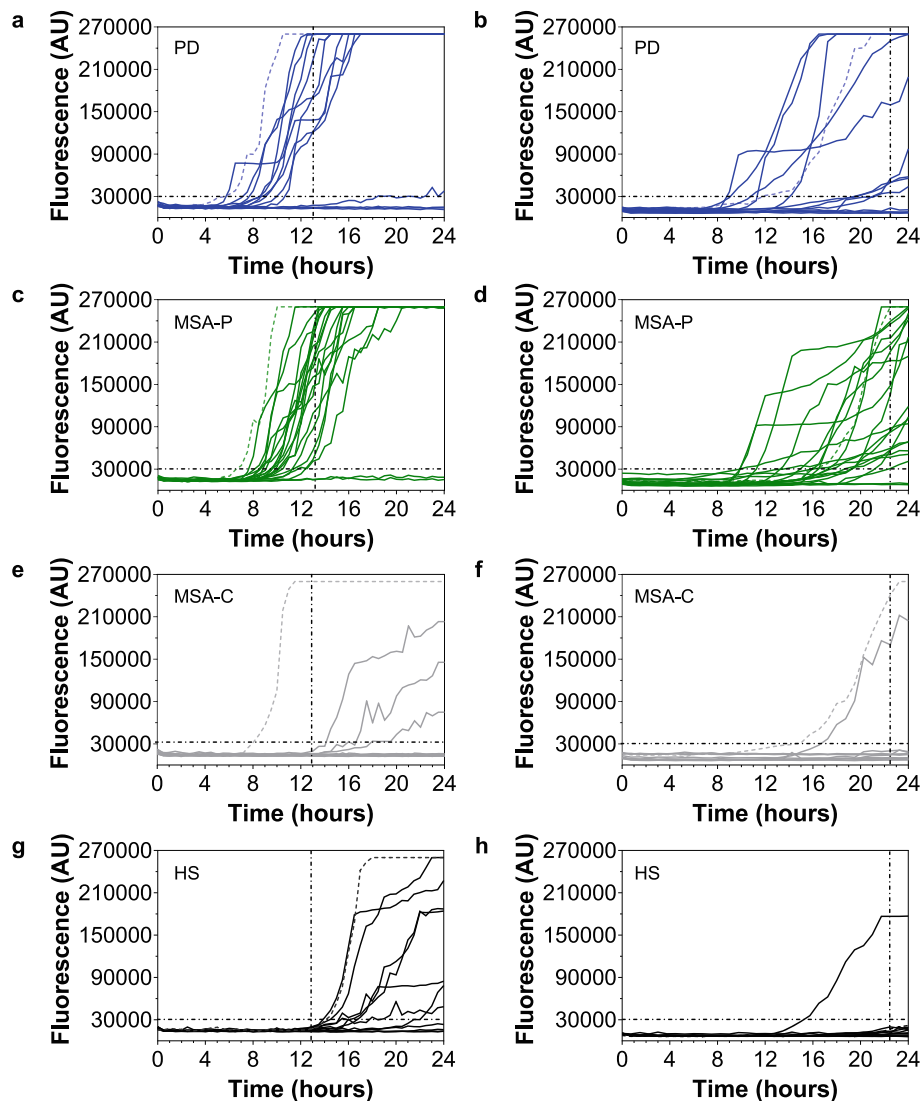 a
270000
210000
150000
90000
30000
Fluorescence (AU)
PD
0 4 8 12 16 20 24
Time (hours)
b
270000
210000
150000
90000
30000
Fluorescence (AU)
PD
0 4 8 12 16 20 24
Time (hours)
c
270000
210000
150000
90000
30000
Fluorescence (AU)
MSA-P
0 4 8 12 16 20 24
Time (hours)
d
270000
210000
150000
90000
30000
Fluorescence (AU)
MSA-P
0 4 8 12 16 20 24
Time (hours)
e
270000
210000
150000
90000
30000
Fluorescence (AU)
MSA-C
0 4 8 12 16 20 24
Time (hours)
f
270000
210000
150000
90000
30000
Fluorescence (AU)
MSA-C
0 4 8 12 16 20 24
Time (hours)
g
270000
210000
150000
90000
30000
Fluorescence (AU)
HS
0 4 8 12 16 20 24
Time (hours)
h
270000
210000
150000
90000
30000
Fluorescence (AU)
HS
0 4 8 12 16 20 24
Time (hours)